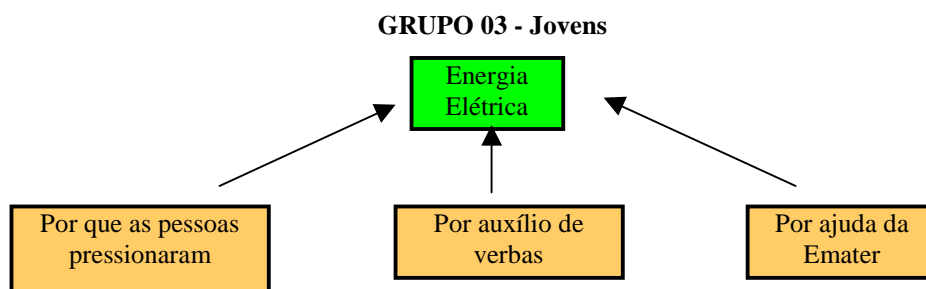 GRUPO 03 - Jovens
Energia
Elétrica
Por que as pessoas
pressionaram
Por auxílio de
verbas
Por ajuda da
Emater